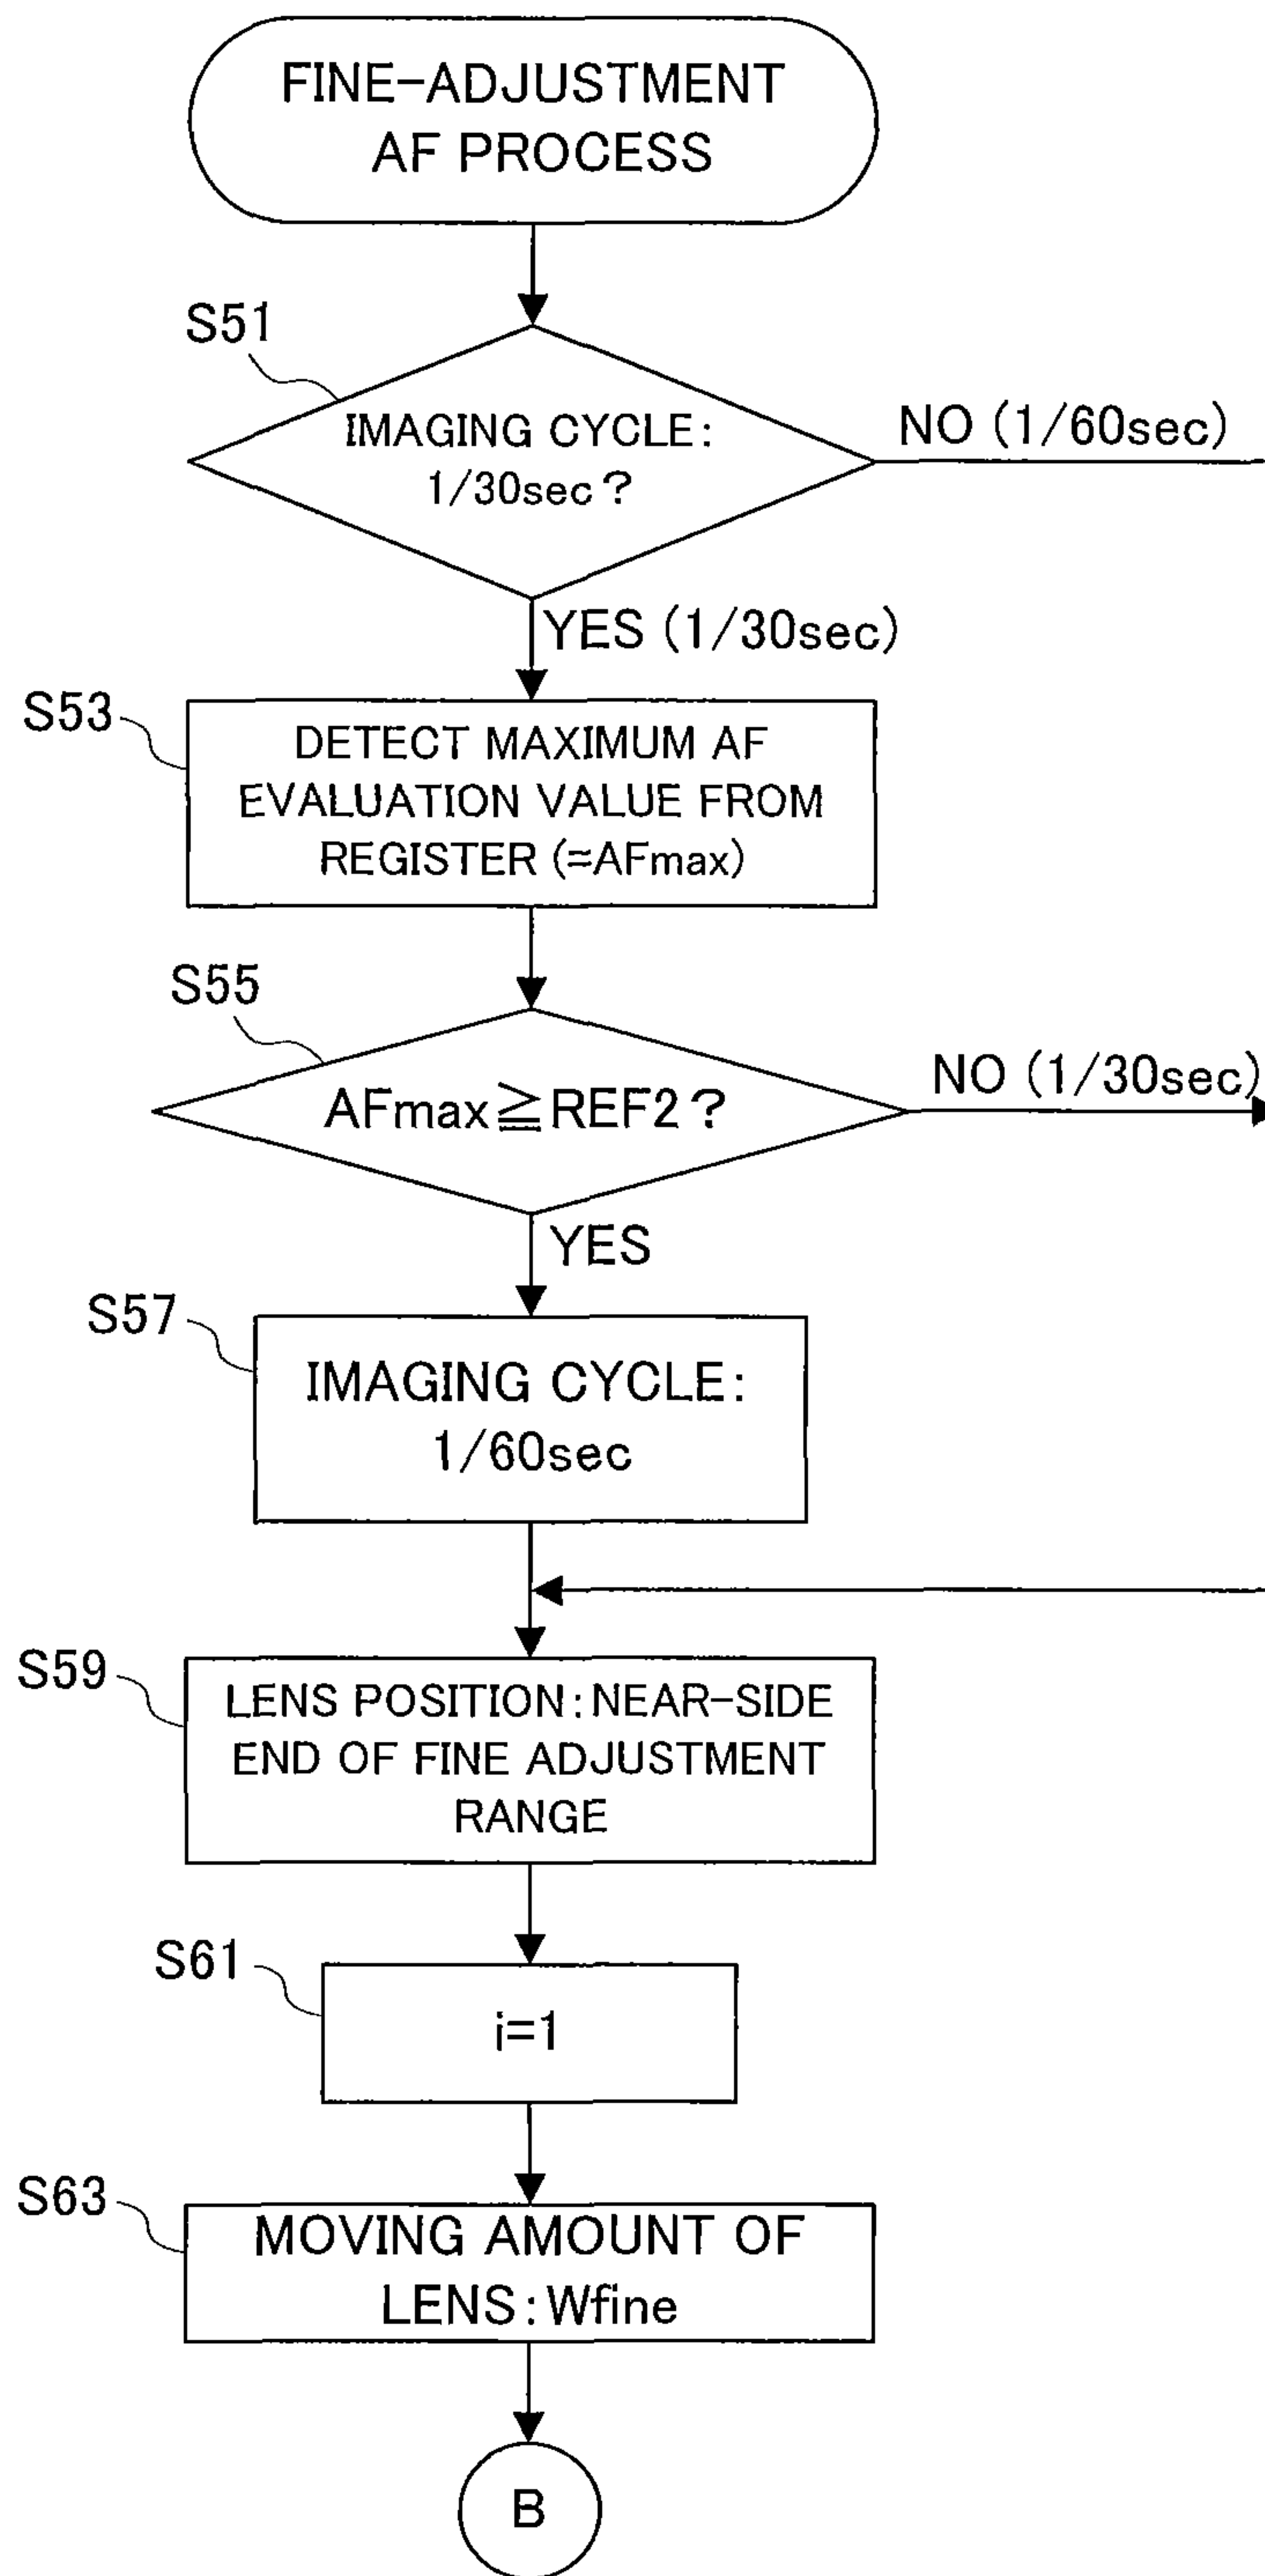 FINE-ADJUSTMENT
AF PROCESS
S51
IMAGING CYCLE:
1/30sec?
NO (1/60sec)
YES (1/30sec)
S53
DETECT MAXIMUM AF
EVALUATION VALUE FROM
REGISTER (=AFmax)
S55
AFmax≧REF2?
NO (1/30sec)
YES
S57
IMAGING CYCLE:
1/60sec
S59
LENS POSITION:NEAR-SIDE
END OF FINE ADJUSTMENT
RANGE
S61
i=1
S63
MOVING AMOUNT OF
LENS:Wfine
B